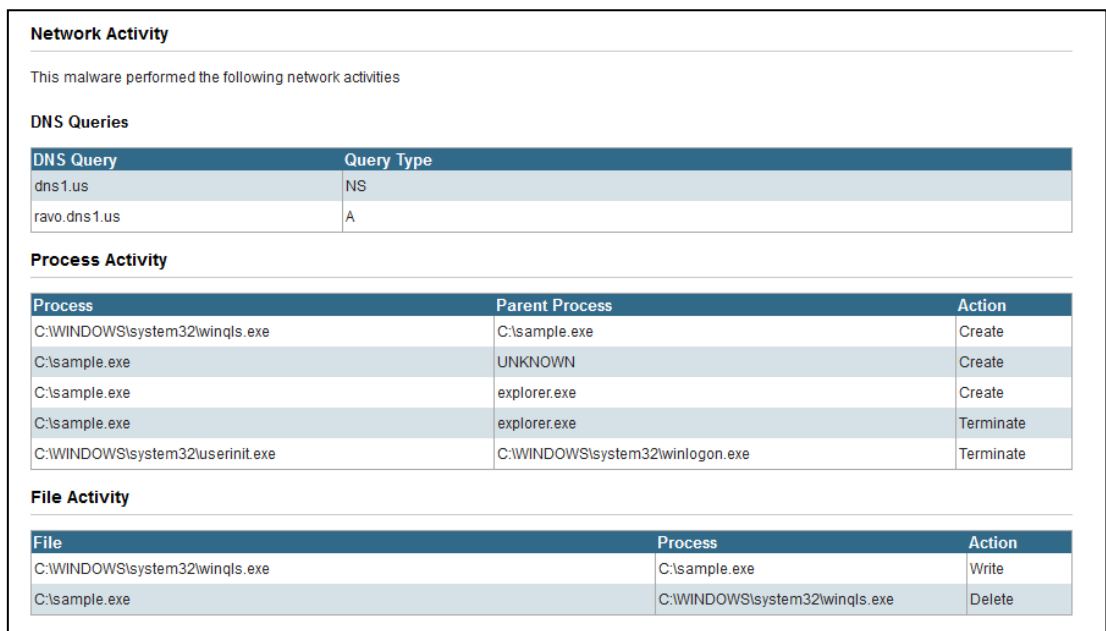 Network Activity
This malware performed the following network activities
DNS Queries
DNS Query Query Type
dns1.us NS
ravo.dns1.us A
Process Activity
Process Parent Process Action
C:\WINDOWS\system32\winqls.exe C:\sample.exe Create
C:\sample.exe UNKNOWN Create
C:\sample.exe explorer.exe Create
C:\sample.exe explorer.exe Terminate
C:\WINDOWS\system32\userinit.exe C:\WINDOWS\system32\winlogon.exe Terminate
File Activity
File Process Action
C:\WINDOWS\system32\winqls.exe C:\sample.exe Write
C:\sample.exe C:\WINDOWS\system32\winqls.exe Delete